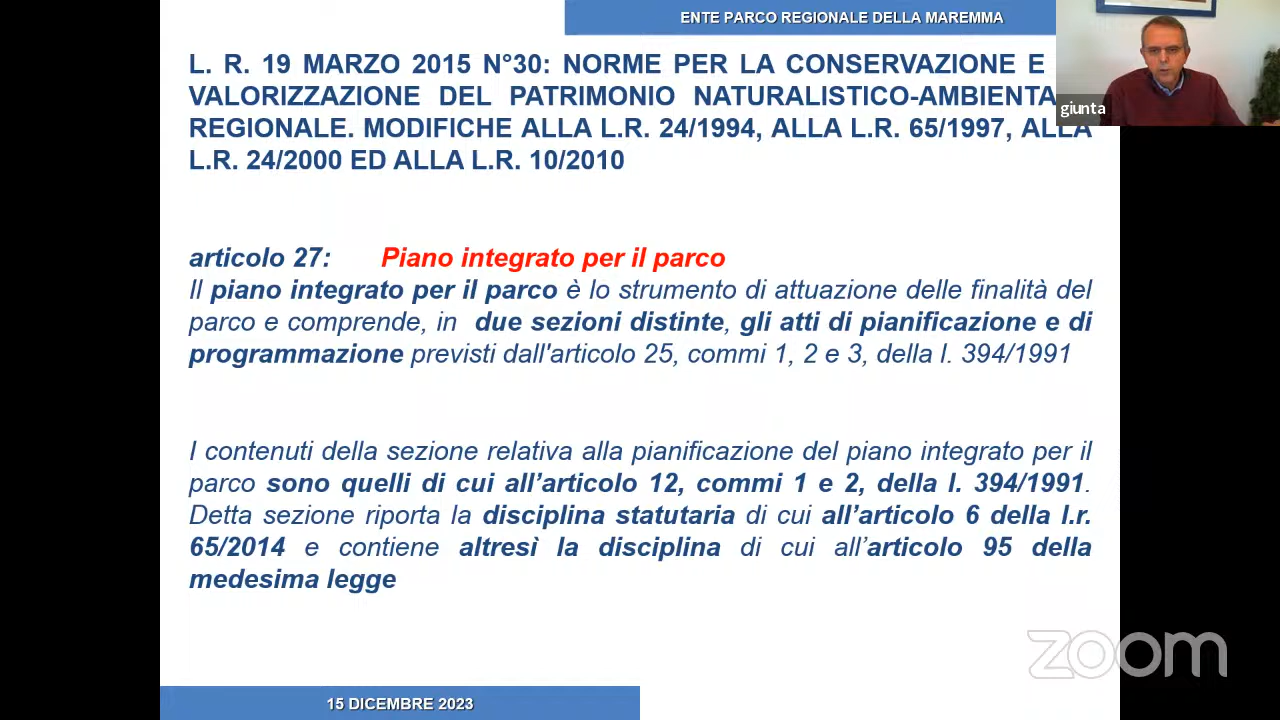 ENTE PARCO REGIONALE DELLA MAREMMA
L. R. 19 MARZO 2015 N°30: NORME PER LA CONSERVAZIONE E
VALORIZZAZIONE DEL PATRIMONIO NATURALISTICO-AMBIENTA
giunta
REGIONALE. MODIFICHE ALLA L.R. 24/1994, ALLA L.R. 65/1997, ALLA
L.R. 24/2000 ED ALLA L.R. 10/2010
articolo 27: Piano integrato per il parco
Il piano integrato per il parco è lo strumento di attuazione delle finalità del
parco e comprende, in due sezioni distinte, gli atti di pianificazione e di
programmazione previsti dall'articolo 25, commi 1, 2 e 3, della l. 394/1991
I contenuti della sezione relativa alla pianificazione del piano integrato per il
parco sono quelli di cui all’articolo 12, commi 1 e 2, della l. 394/1991.
Detta sezione riporta la disciplina statutaria di cui all’articolo 6 della l.r.
65/2014 e contiene altresì la disciplina di cui all’articolo 95 della
medesima legge
zoom
15 DICEMBRE 2023